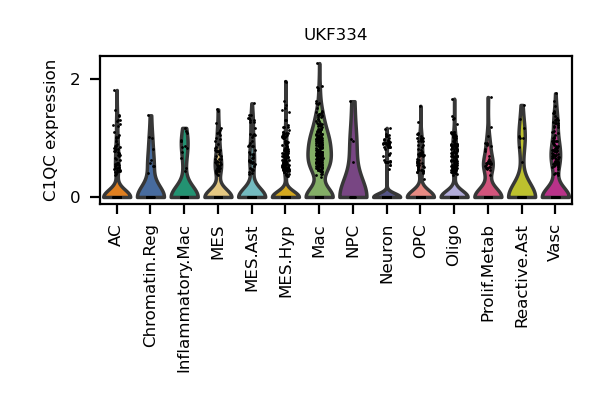 UKF334
C1QC expression
2
0
AC
Chromatin.Reg
Inflammatory.Mac
MES
MES.Ast
MES.Hyp
Mac
NPC
Neuron
OPC
Oligo
Prolif.Metab
Reactive.Ast
Vasc